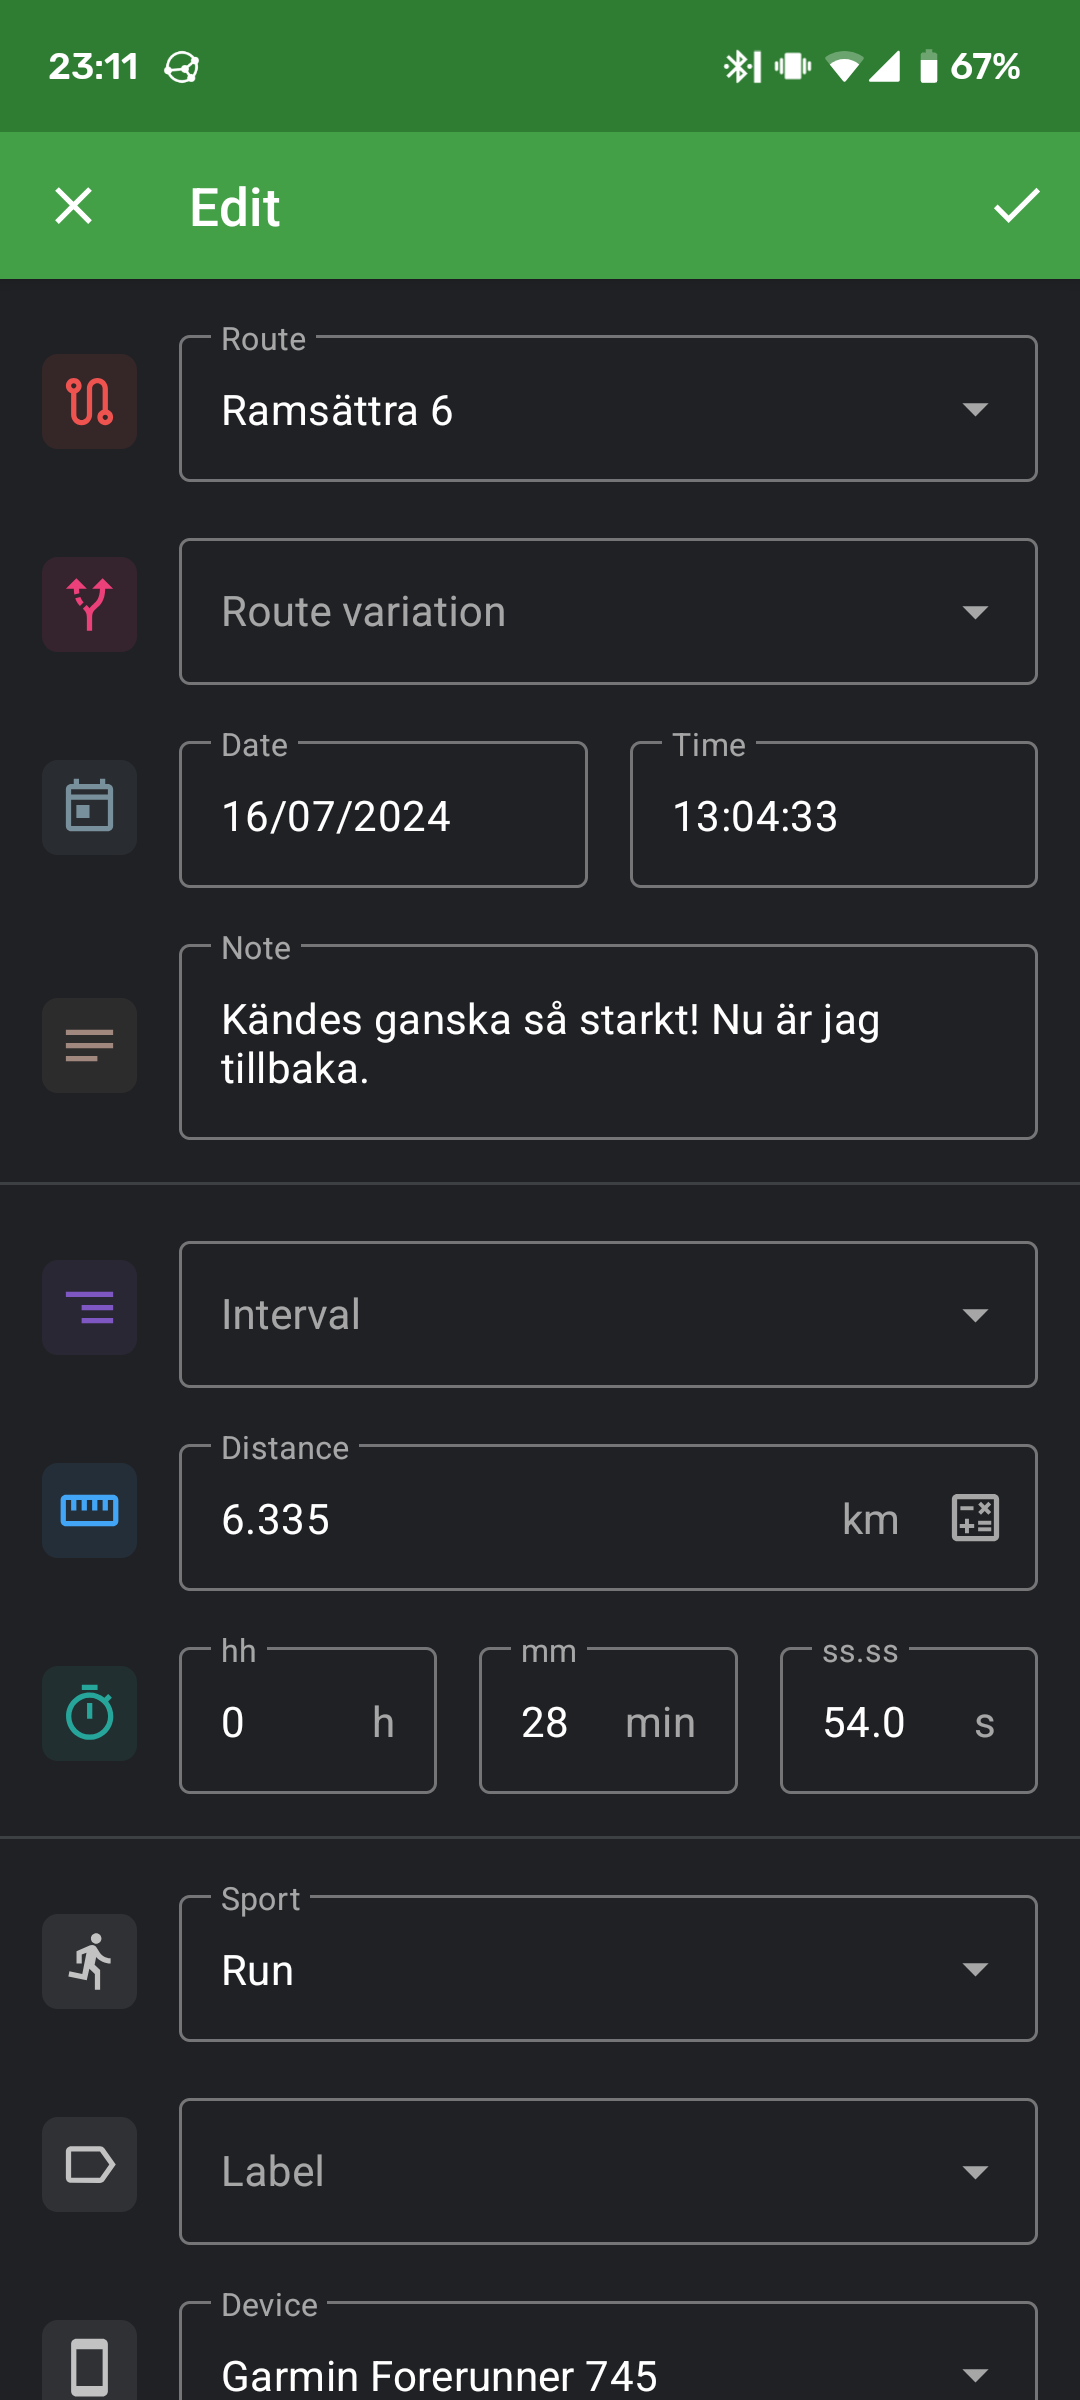 23:11
67%
Edit
Route
Ramsättra 6
Route variation
Date
16/07/2024
Time
13:04:33
Note
Kändes ganska så starkt! Nu är jag
tillbaka.
Interval
Distance
6.335 km
hh
0 h
mm
28 min
ss.ss
54.0 s
Sport
Run
Label
Device
Garmin Forerunner 745